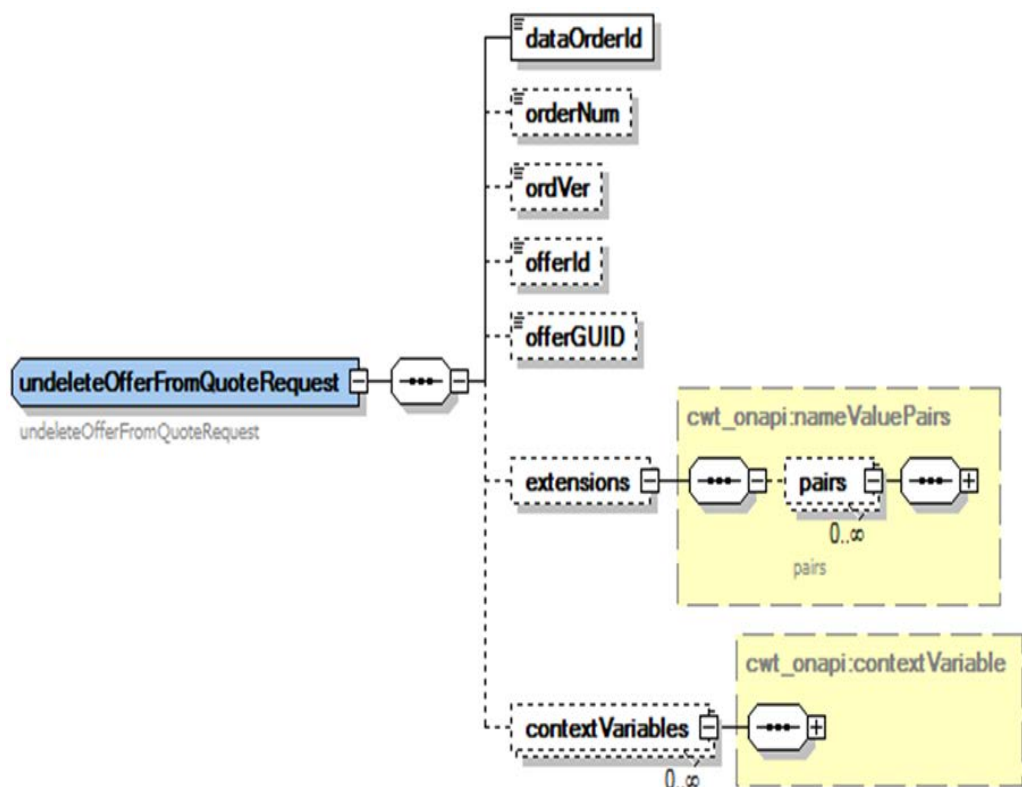 dataOrderId
orderNum
ordVer
offerId
offerGUID
undeleteOfferFromQuoteRequest
undeleteOfferFromQuoteRequest
cwt_onapi:nameValuePairs
extensions
pairs
0..∞
pairs
cwt_onapi:contextVariable
contextVariables
0..∞